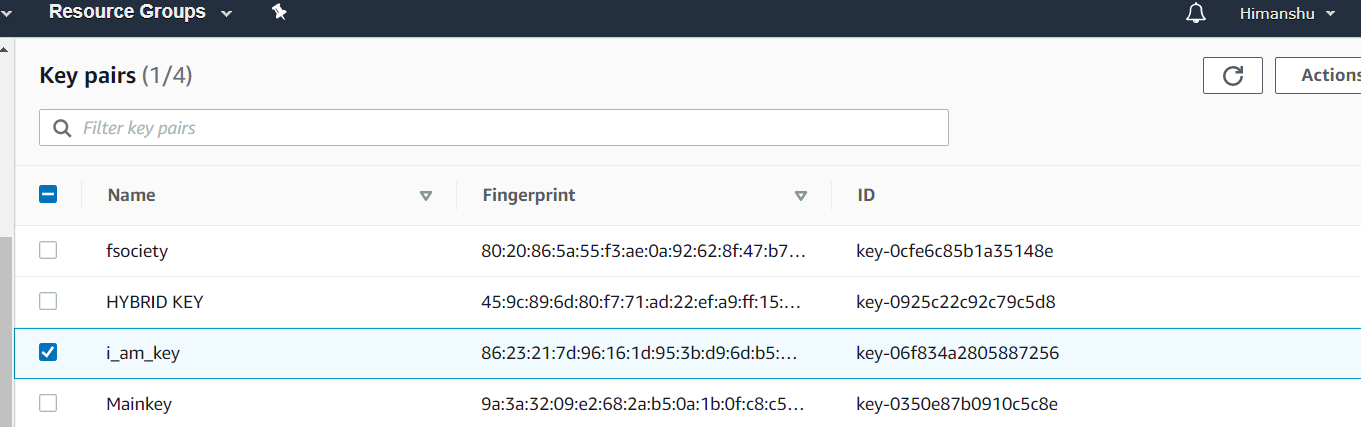 Resource Groups Himanshu
Key pairs (1/4) Actions
Filter key pairs
Name Fingerprint ID
fsociety 80:20:86:5a:55:f3:ae:0a:92:62:8f:47:b7… key-0cfe6c85b1a35148e
HYBRID KEY 45:9c:89:6d:80:f7:71:ad:22:ef:a9:ff:15:… key-0925c22c92c79c5d8
i_am_key 86:23:21:7d:96:16:1d:95:3b:d9:6d:b5:… key-06f834a2805887256
Mainkey 9a:3a:32:09:e2:68:2a:b5:0a:1b:0f:c8:c5… key-0350e87b0910c5c8e